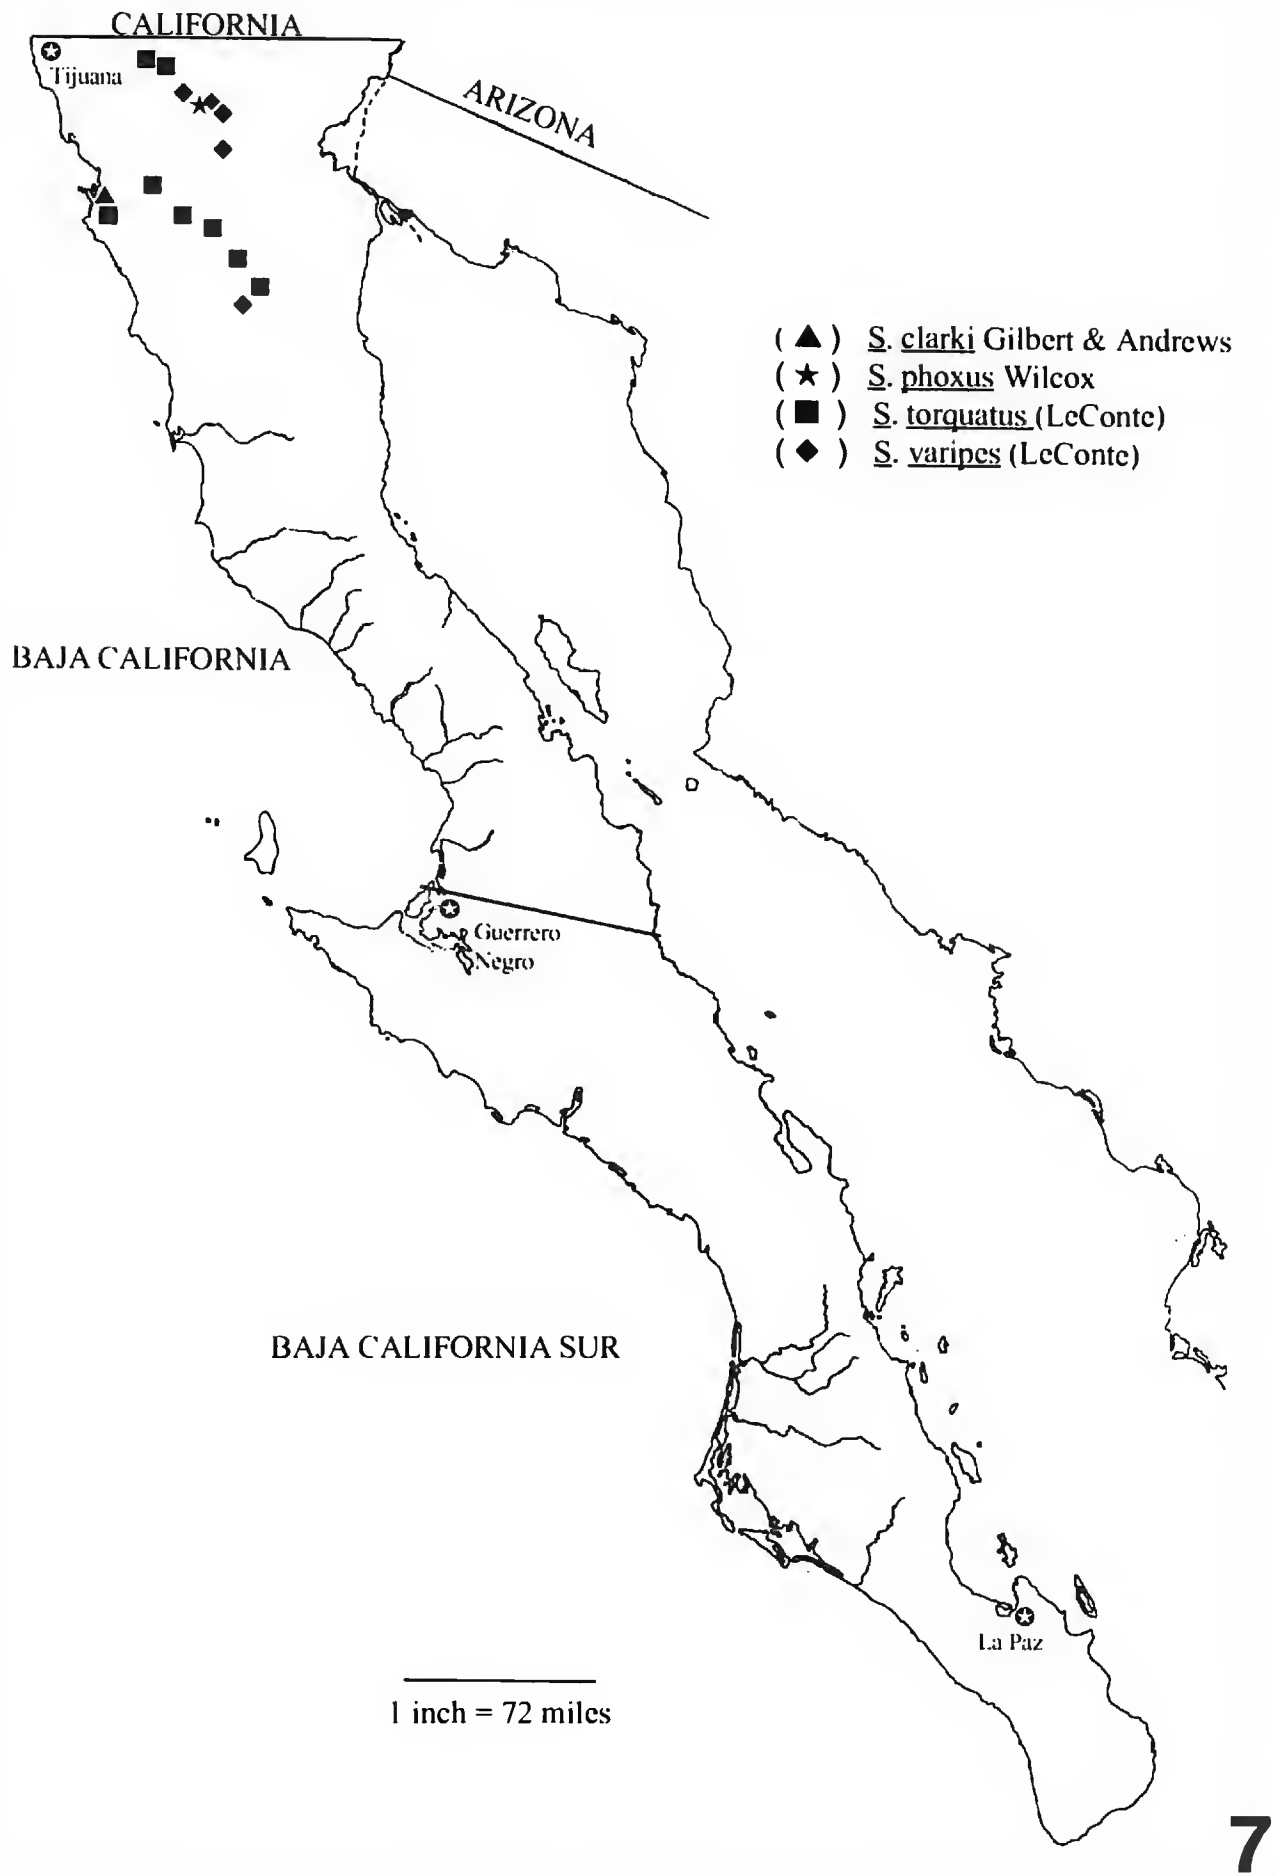 CALIFORNIA
Tijuana
ARIZONA
( ▲ ) S. clarki Gilbert & Andrews
( ★ ) S. phoxus Wilcox
( ■ ) S. torquatus (LeConte)
( ◆ ) S. varipes (LeConte)
BAJA CALIFORNIA
Guerrero
Negro
BAJA CALIFORNIA SUR
La Paz
1 inch = 72 miles
7